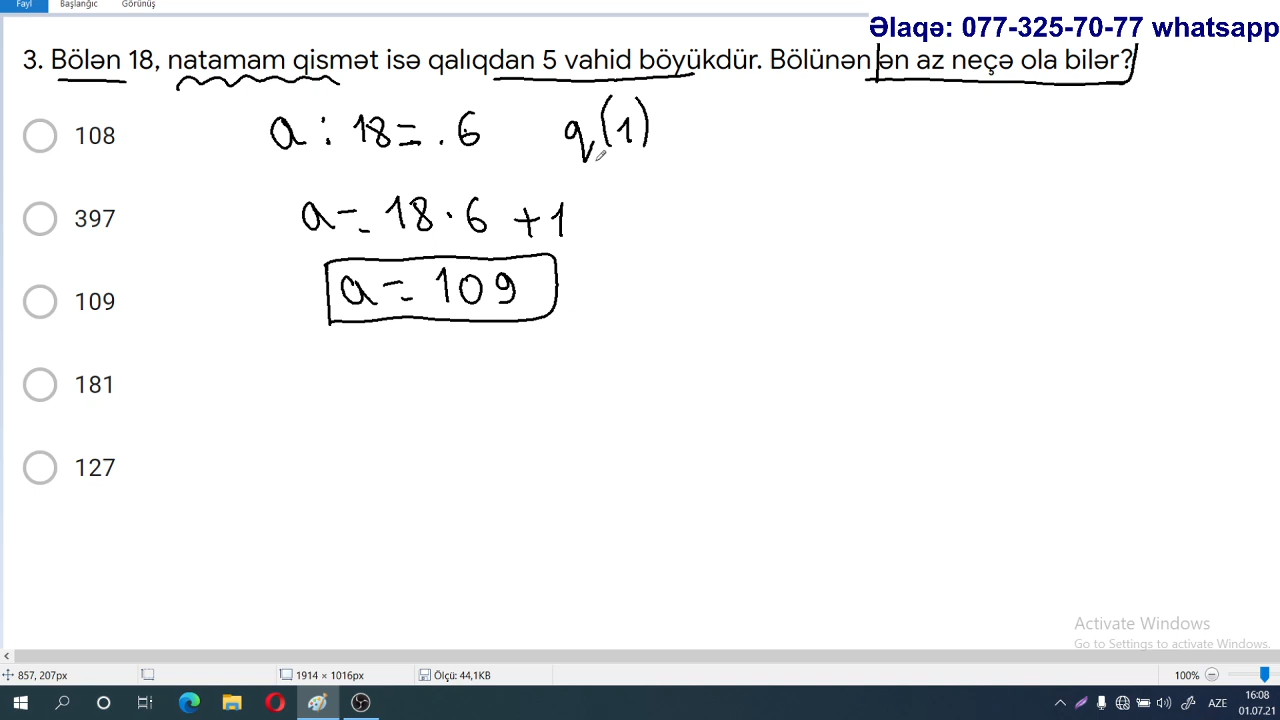 Fayl Başlanğıc Görünüş
Əlaqə: 077-325-70-77 whatsapp
3. Bölən 18, natamam qismət isə qalıqdan 5 vahid böyükdür. Bölünən ən az neçə ola bilər?
108
a : 18 = . 6 q(1)
397
a = 18 · 6 + 1
109
a = 109
181
127
Activate Windows
Go to Settings to activate Windows.
857, 207px 1914 × 1016px Ölçü: 44,1KB 100%
AZE 16:08
01.07.21